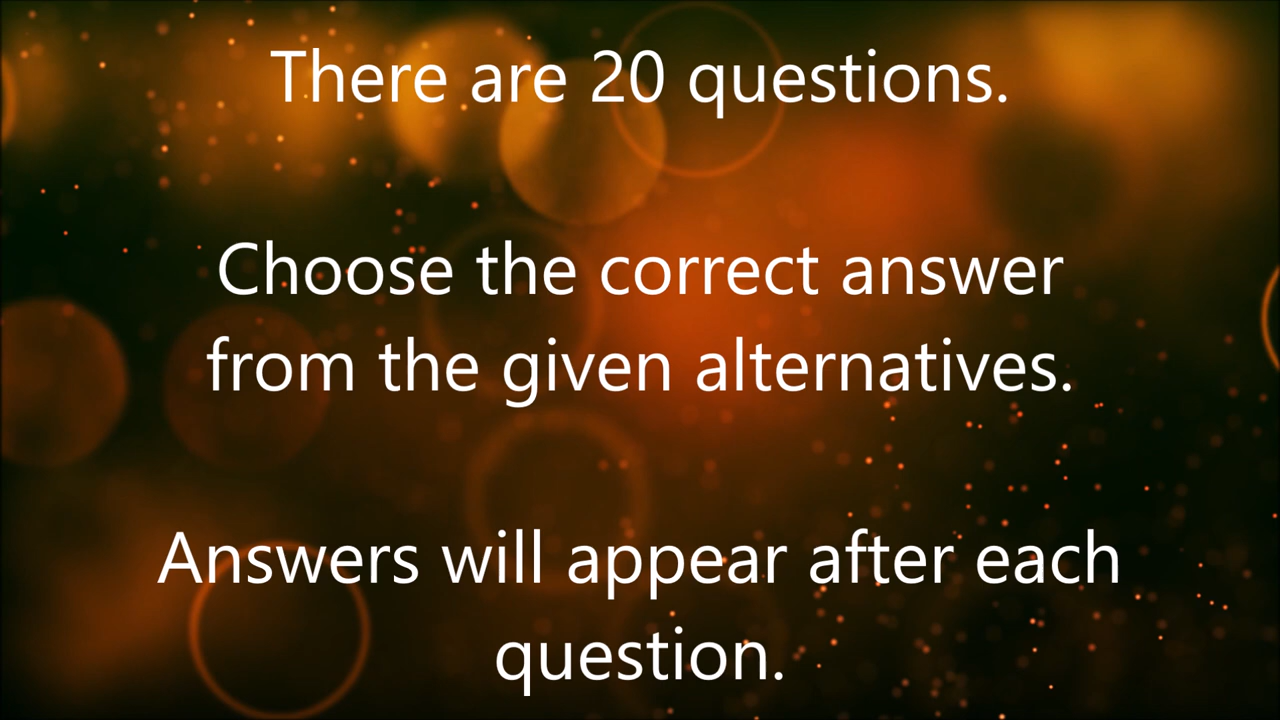 There are 20 questions.
Choose the correct answer
from the given alternatives.
Answers will appear after each
question.